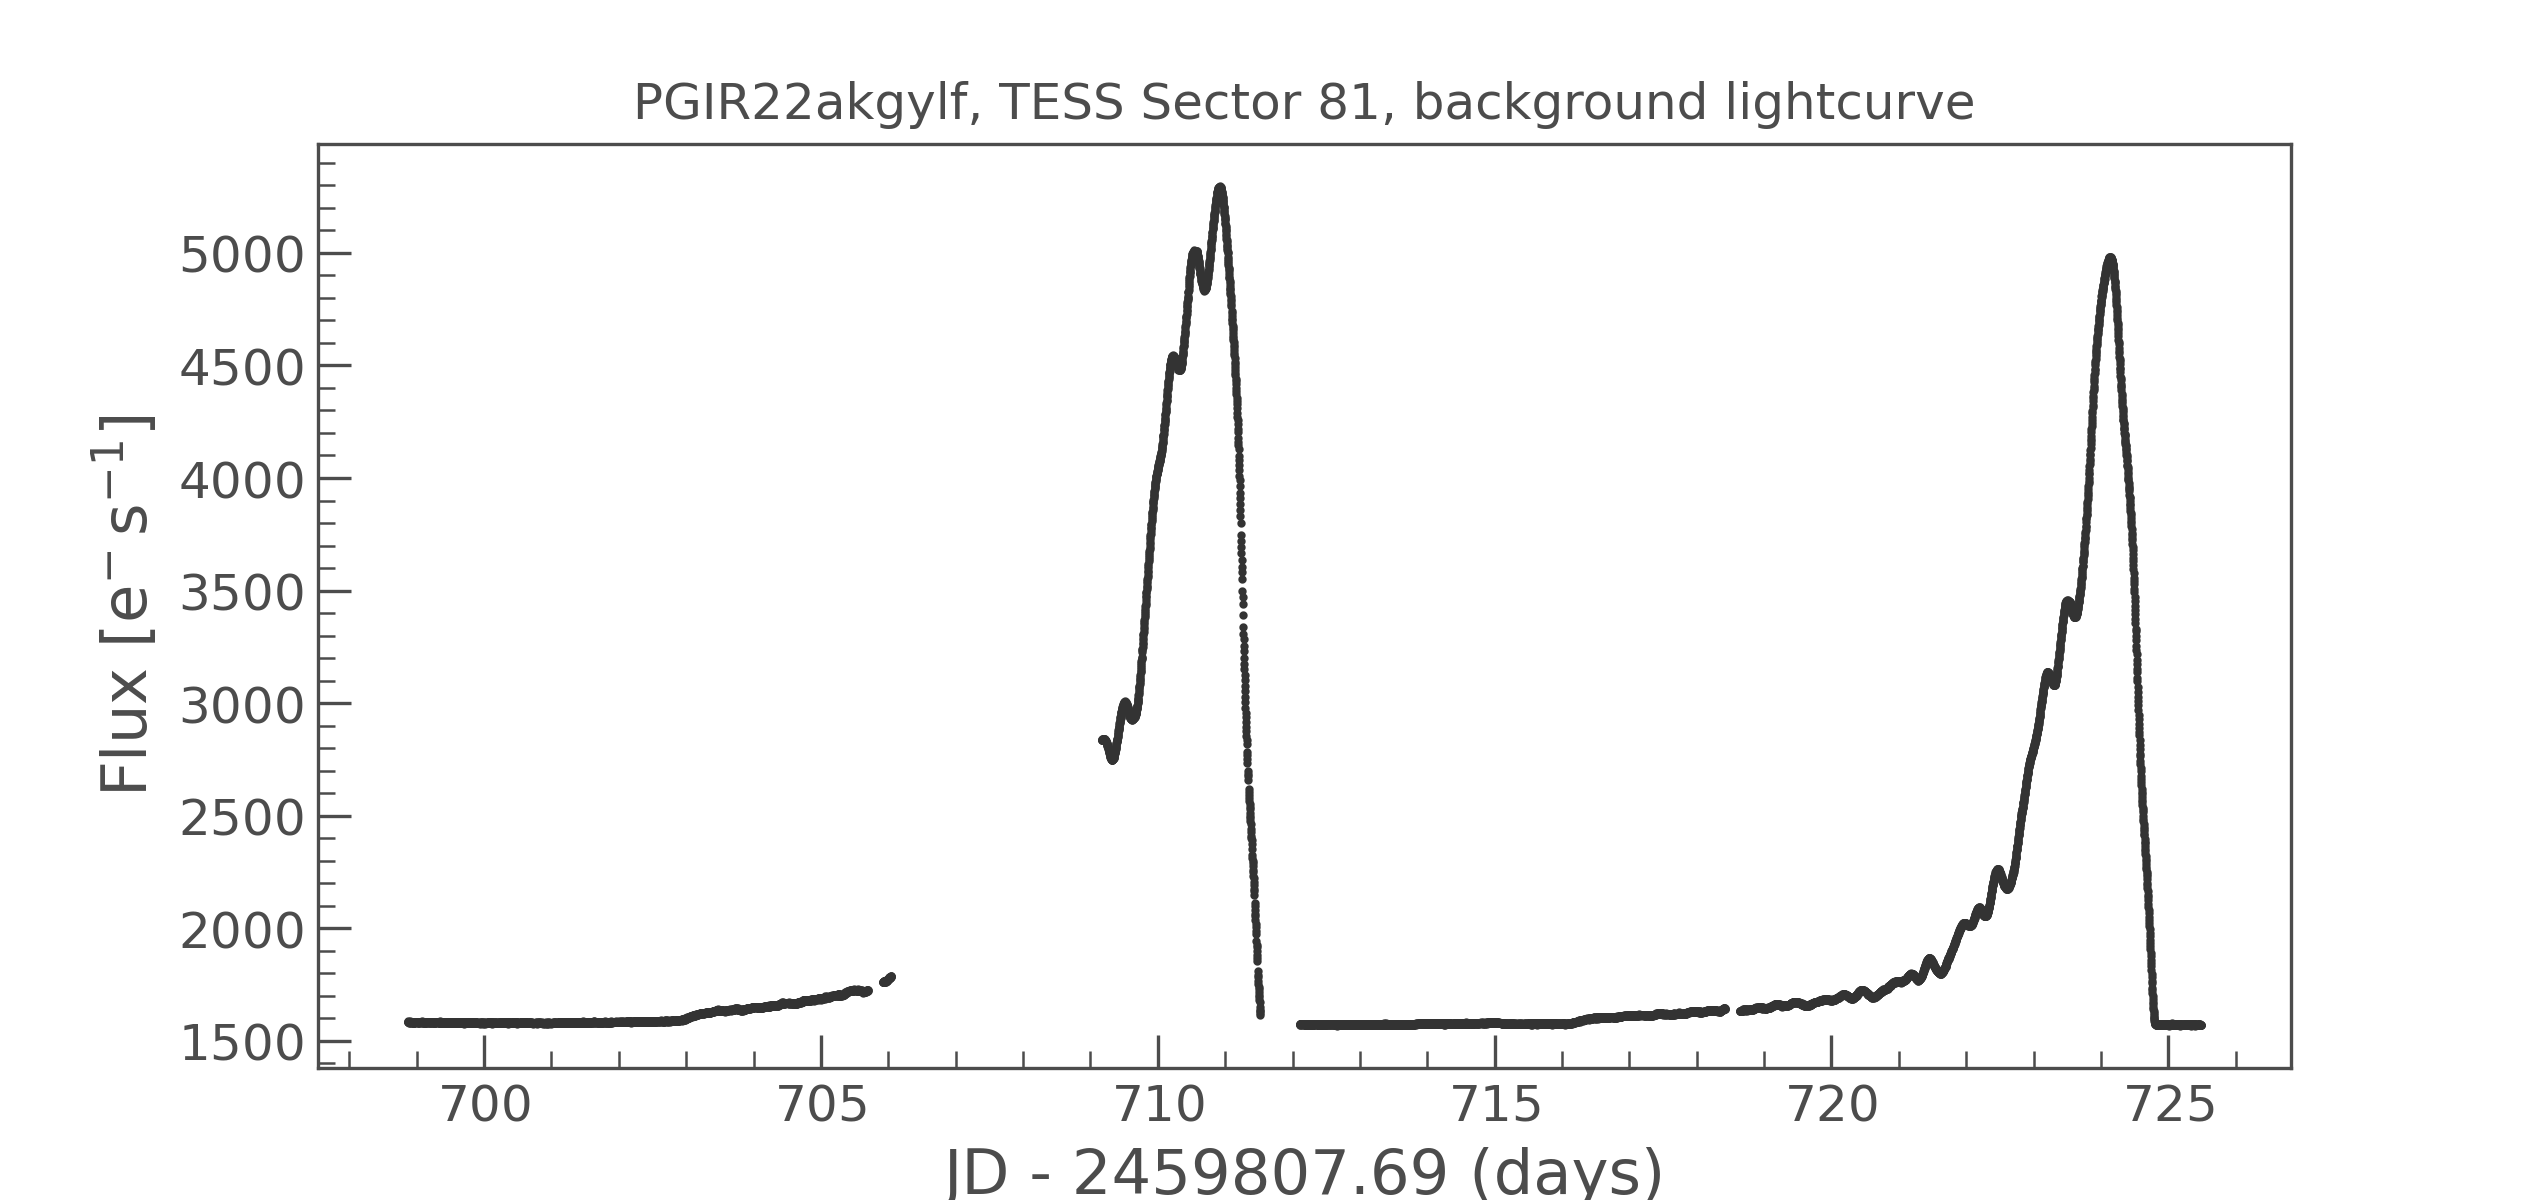 PGIR22akgylf, TESS Sector 81, background lightcurve
Flux [e⁻ s⁻¹]
5000
4500
4000
3500
3000
2500
2000
1500
700 705 710 715 720 725
JD - 2459807.69 (days)